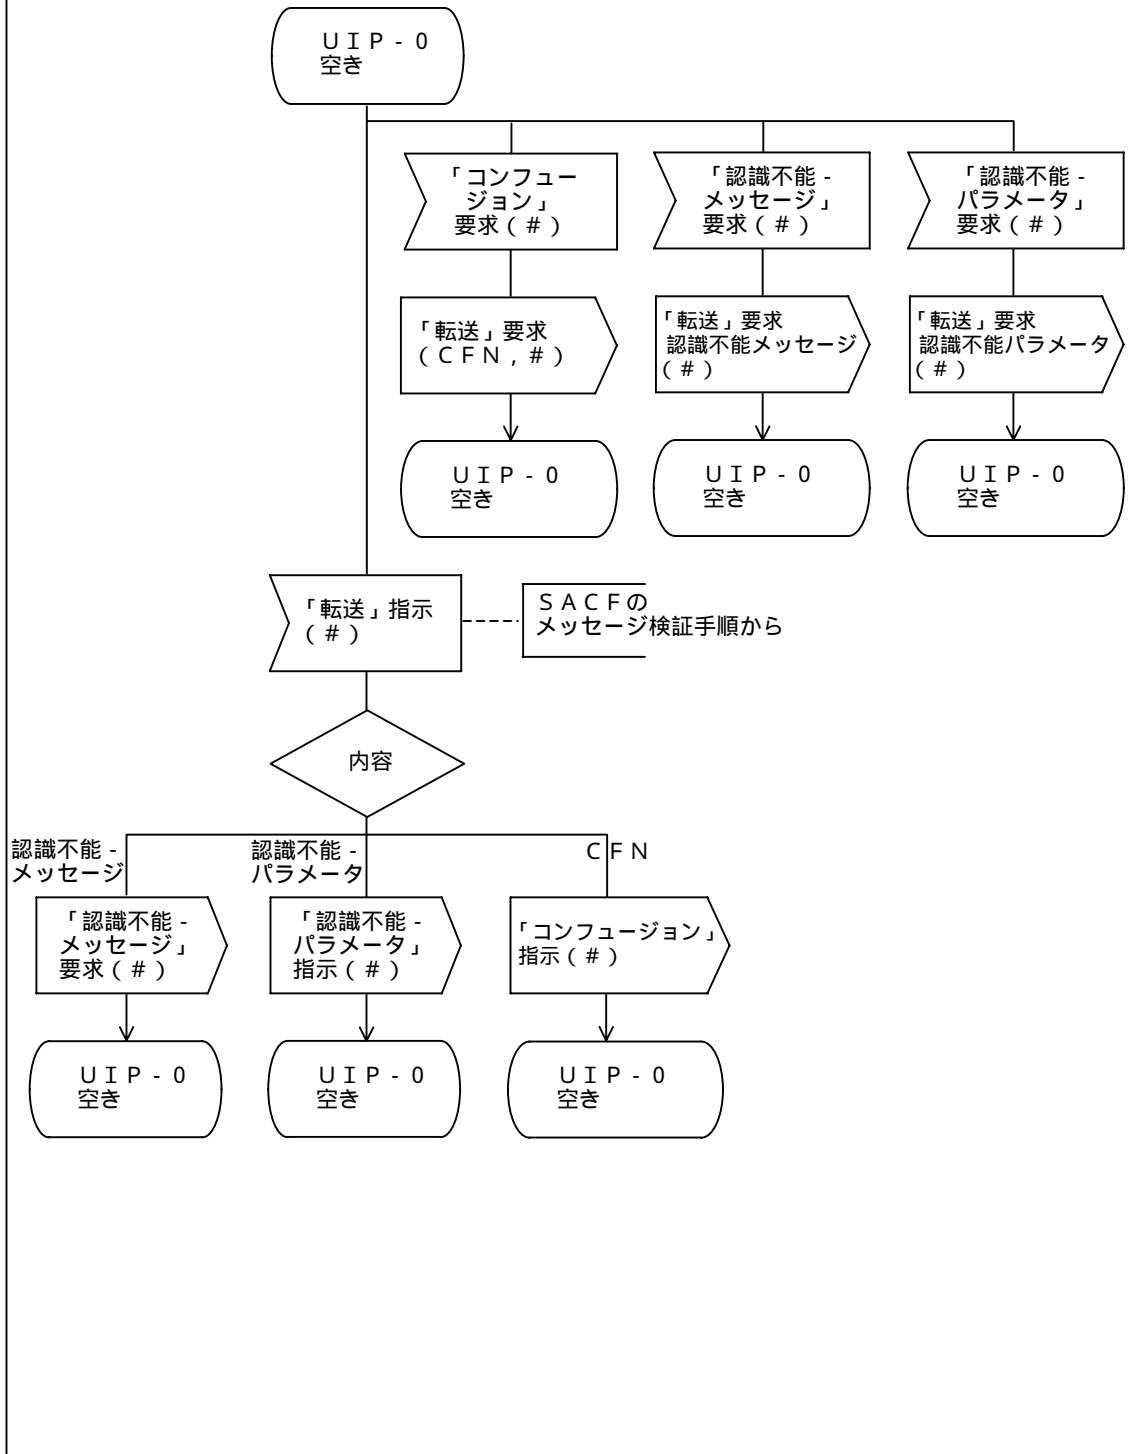 UIP-0
空き
「コンフュー
ジョン」
要求(#)
「認識不能-
メッセージ」
要求(#)
「認識不能-
パラメータ」
要求(#)
「転送」要求
(CFN,#)
「転送」要求
認識不能メッセージ
(#)
「転送」要求
認識不能パラメータ
(#)
UIP-0
空き
UIP-0
空き
UIP-0
空き
「転送」指示
(#)
SACFの
メッセージ検証手順から
内容
認識不能-
メッセージ
認識不能-
パラメータ
CFN
「認識不能-
メッセージ」
要求(#)
「認識不能-
パラメータ」
指示(#)
「コンフュージョン」
指示(#)
UIP-0
空き
UIP-0
空き
UIP-0
空き